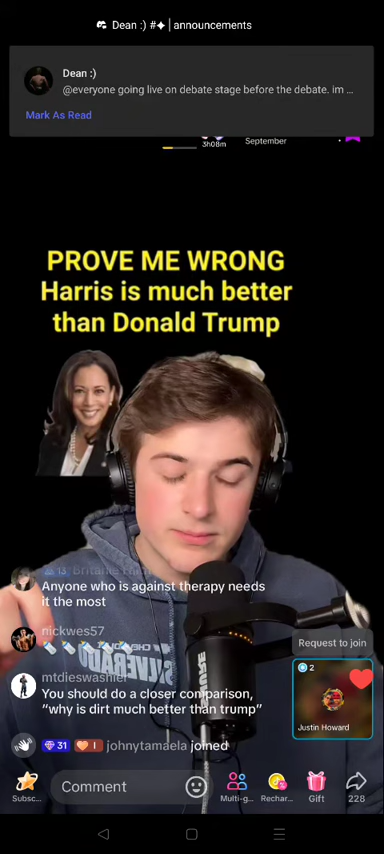 Dean :) #✦ | announcements
Dean :)
@everyone going live on debate stage before the debate. im ...
Mark As Read
3h08m
September
PROVE ME WRONG
Harris is much better
than Donald Trump
13
Anyone who is against therapy needs
it the most
nickwes57
🍼🍼🍼🍼🍼🍼
mtdieswashier
You should do a closer comparison,
“why is dirt much better than trump”
31 I johnytamaela joined
SILVERADO
Request to join
2
Justin Howard
Subsc...
Comment
Multi-g...
Rechar...
Gift
228